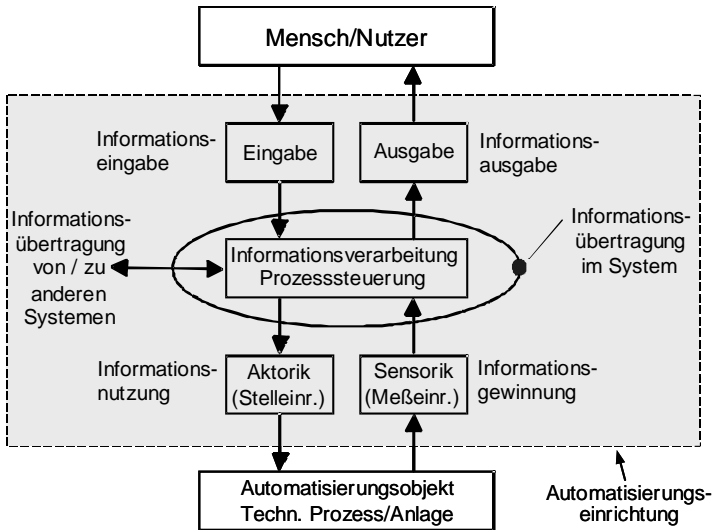 Mensch/Nutzer
Informations-
eingabe
Eingabe
Ausgabe
Informations-
ausgabe
Informations-
übertragung
von / zu
anderen
Systemen
Informationsverarbeitung
Prozesssteuerung
Informations-
übertragung
im System
Informations-
nutzung
Aktorik
(Stelleinr.)
Sensorik
(Meßeinr.)
Informations-
gewinnung
Automatisierungsobjekt
Techn. Prozess/Anlage
Automatisierungs-
einrichtung